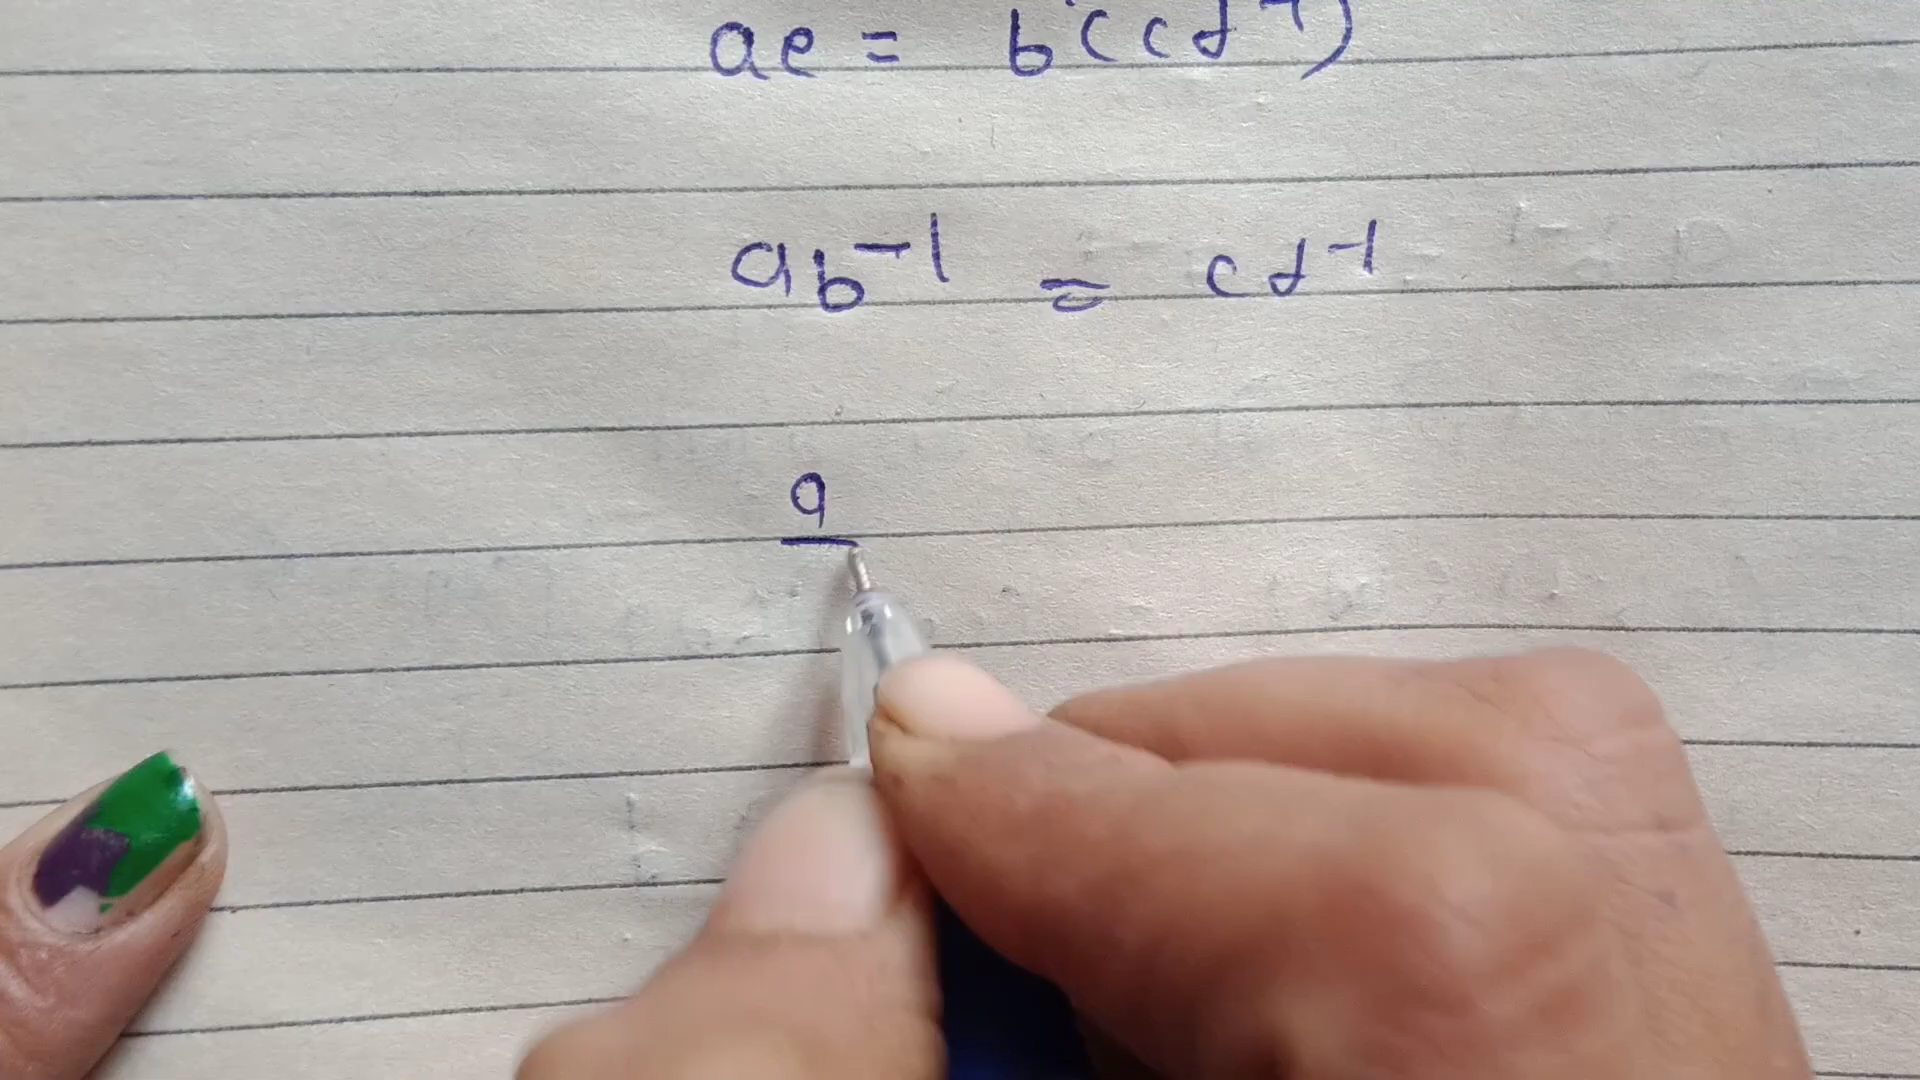 ae = b(cd⁻¹)
ab⁻¹ = cd⁻¹
a